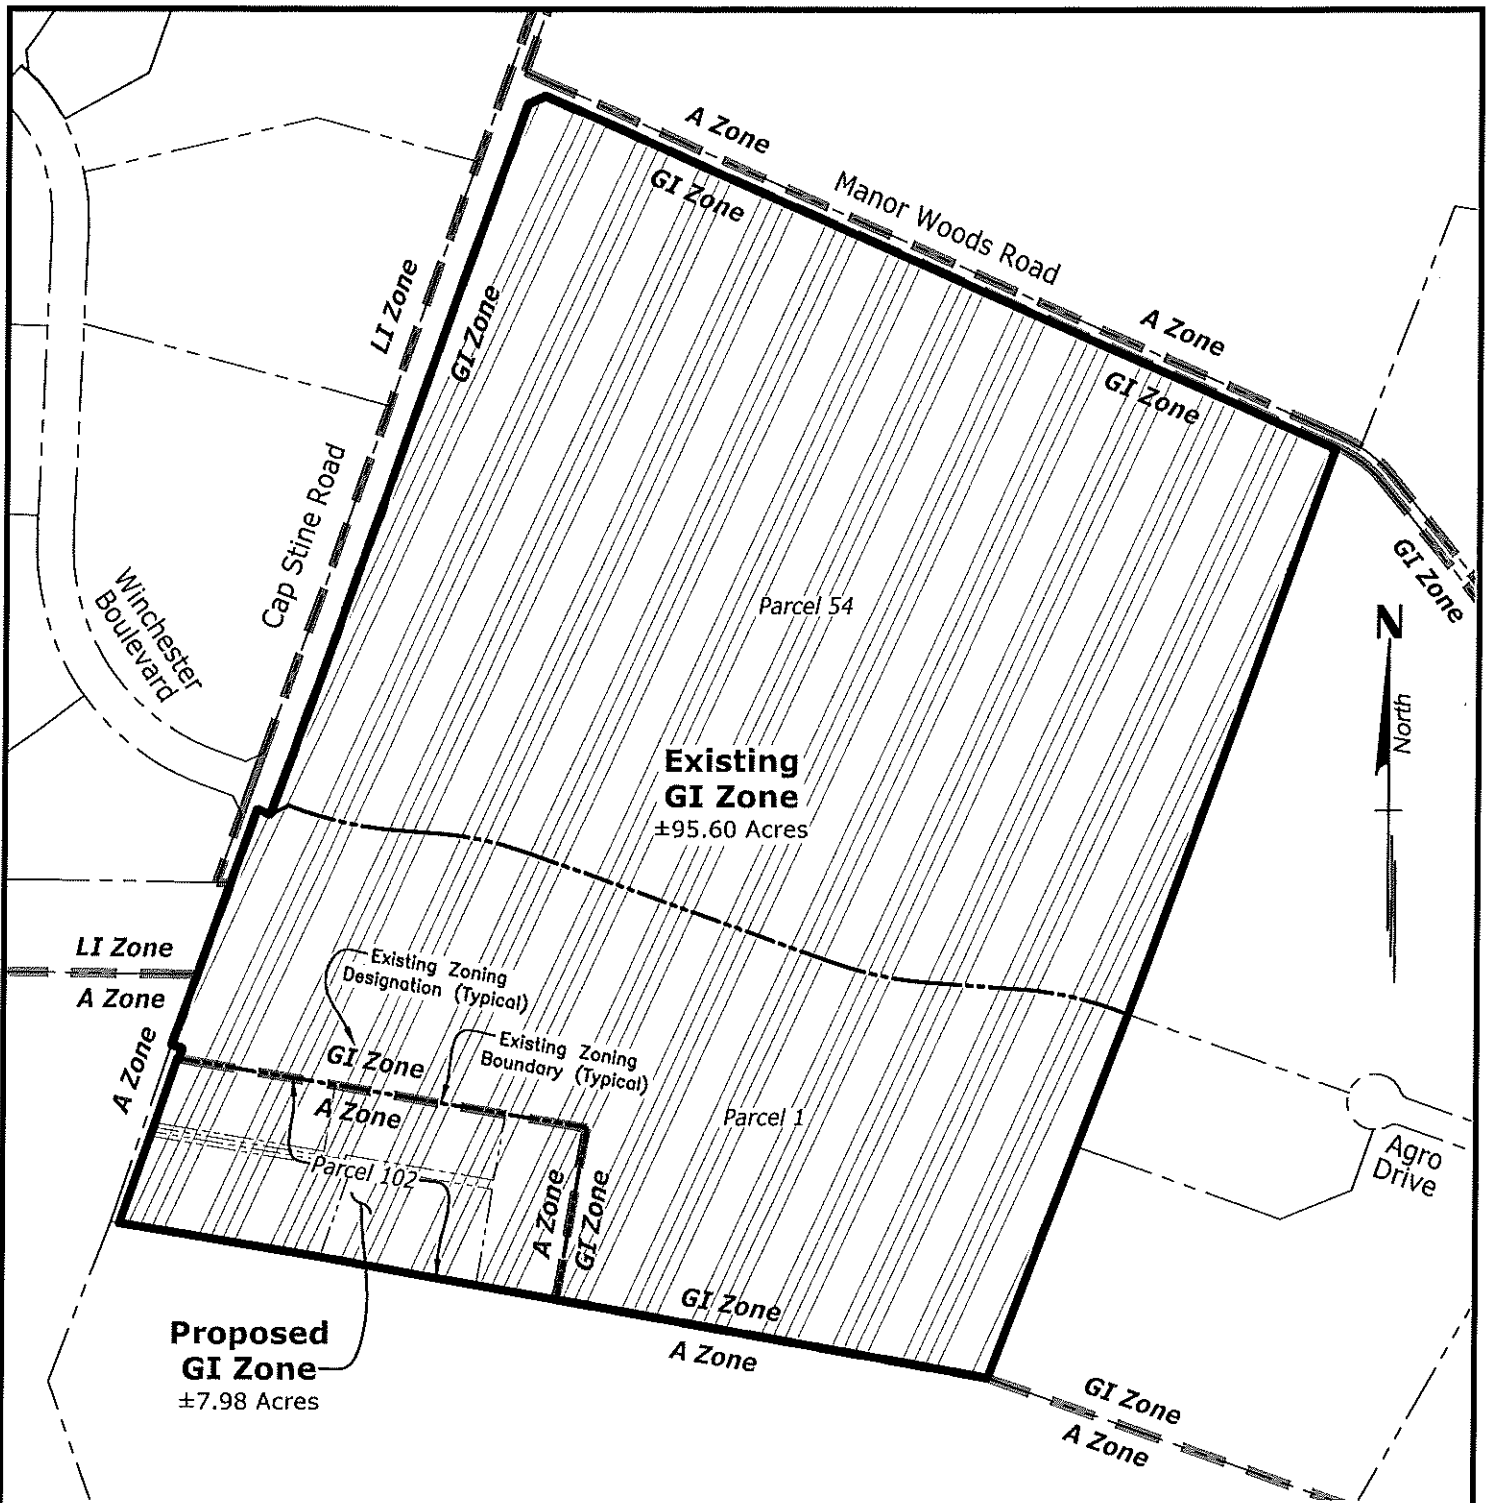 A Zone
GI Zone
Manor Woods Road
A Zone
GI Zone
LI Zone
GI Zone
Cap Stine Road
Winchester
Boulevard
GI Zone
N
North
Parcel 54
Existing
GI Zone
±95.60 Acres
LI Zone
A Zone
A Zone
Existing Zoning
Designation (Typical)
GI Zone
A Zone
Existing Zoning
Boundary (Typical)
Parcel 102
A Zone
GI Zone
Parcel 1
Agro
Drive
GI Zone
A Zone
Proposed
GI Zone
±7.98 Acres
GI Zone
A Zone